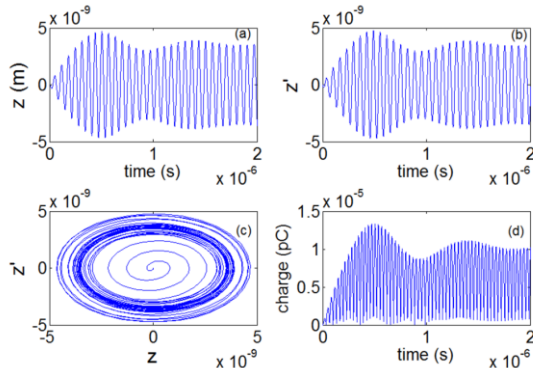 x 10⁻⁹
5
0
-5
z (m)
(a)
0
1
2
time (s)
x 10⁻⁶
x 10⁻⁹
5
0
-5
z'
(b)
0
1
2
time (s)
x 10⁻⁶
x 10⁻⁹
5
0
-5
z'
(c)
-5
0
5
z
x 10⁻⁹
x 10⁻⁵
1.5
1
0.5
0
charge (pC)
(d)
0
1
2
time (s)
x 10⁻⁶